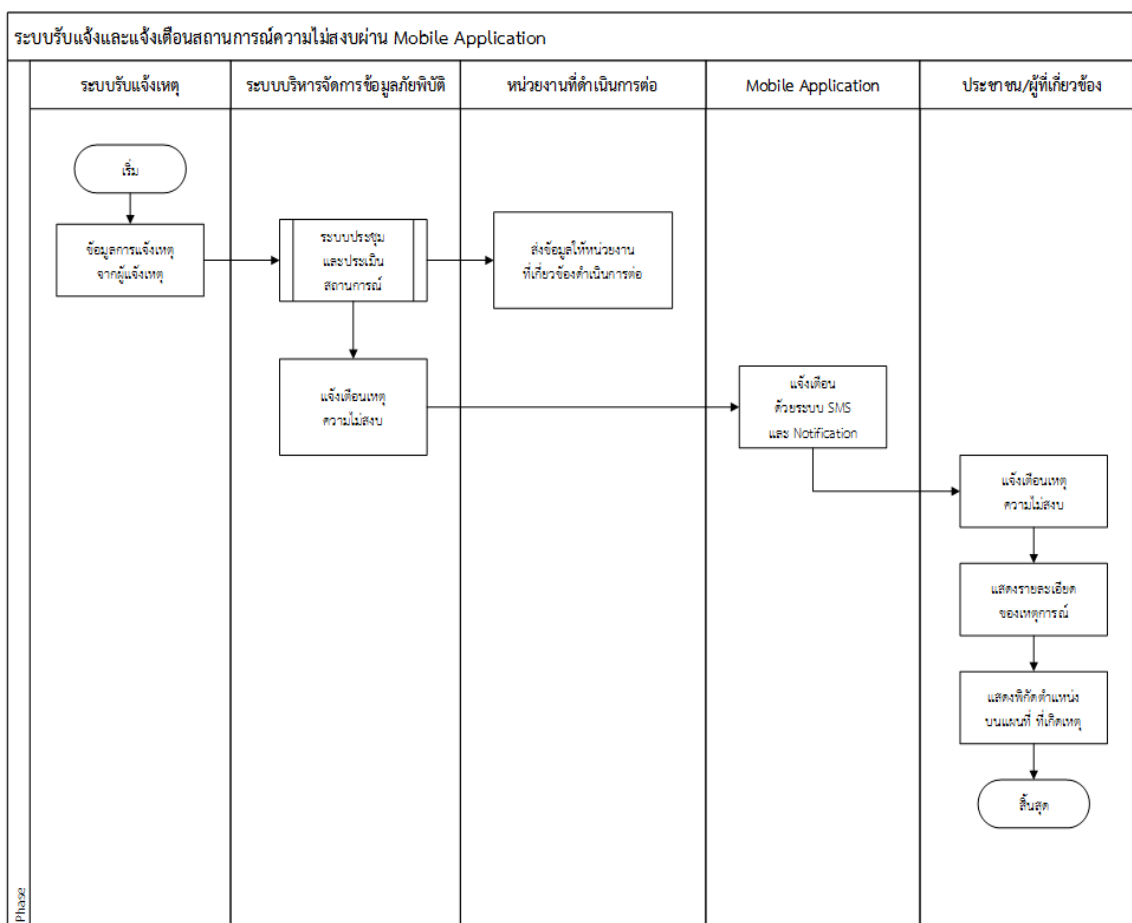 ระบบรับแจ้งและแจ้งเตือนสถานการณ์ความไม่สงบผ่าน Mobile Application
ระบบรับแจ้งเหตุ
ระบบบริหารจัดการข้อมูลภัยพิบัติ
หน่วยงานที่ดำเนินการต่อ
Mobile Application
ประชาชน/ผู้ที่เกี่ยวข้อง
เริ่ม
ข้อมูลการแจ้งเหตุ
จากผู้แจ้งเหตุ
ระบบประชุม
และประเมิน
สถานการณ์
ส่งข้อมูลให้หน่วยงาน
ที่เกี่ยวข้องดำเนินการต่อ
แจ้งเตือนเหตุ
ความไม่สงบ
แจ้งเตือน
ด้วยระบบ SMS
และ Notification
แจ้งเตือนเหตุ
ความไม่สงบ
แสดงรายละเอียด
ของเหตุการณ์
แสดงพิกัดตำแหน่ง
บนแผนที่ ที่เกิดเหตุ
สิ้นสุด
Phase